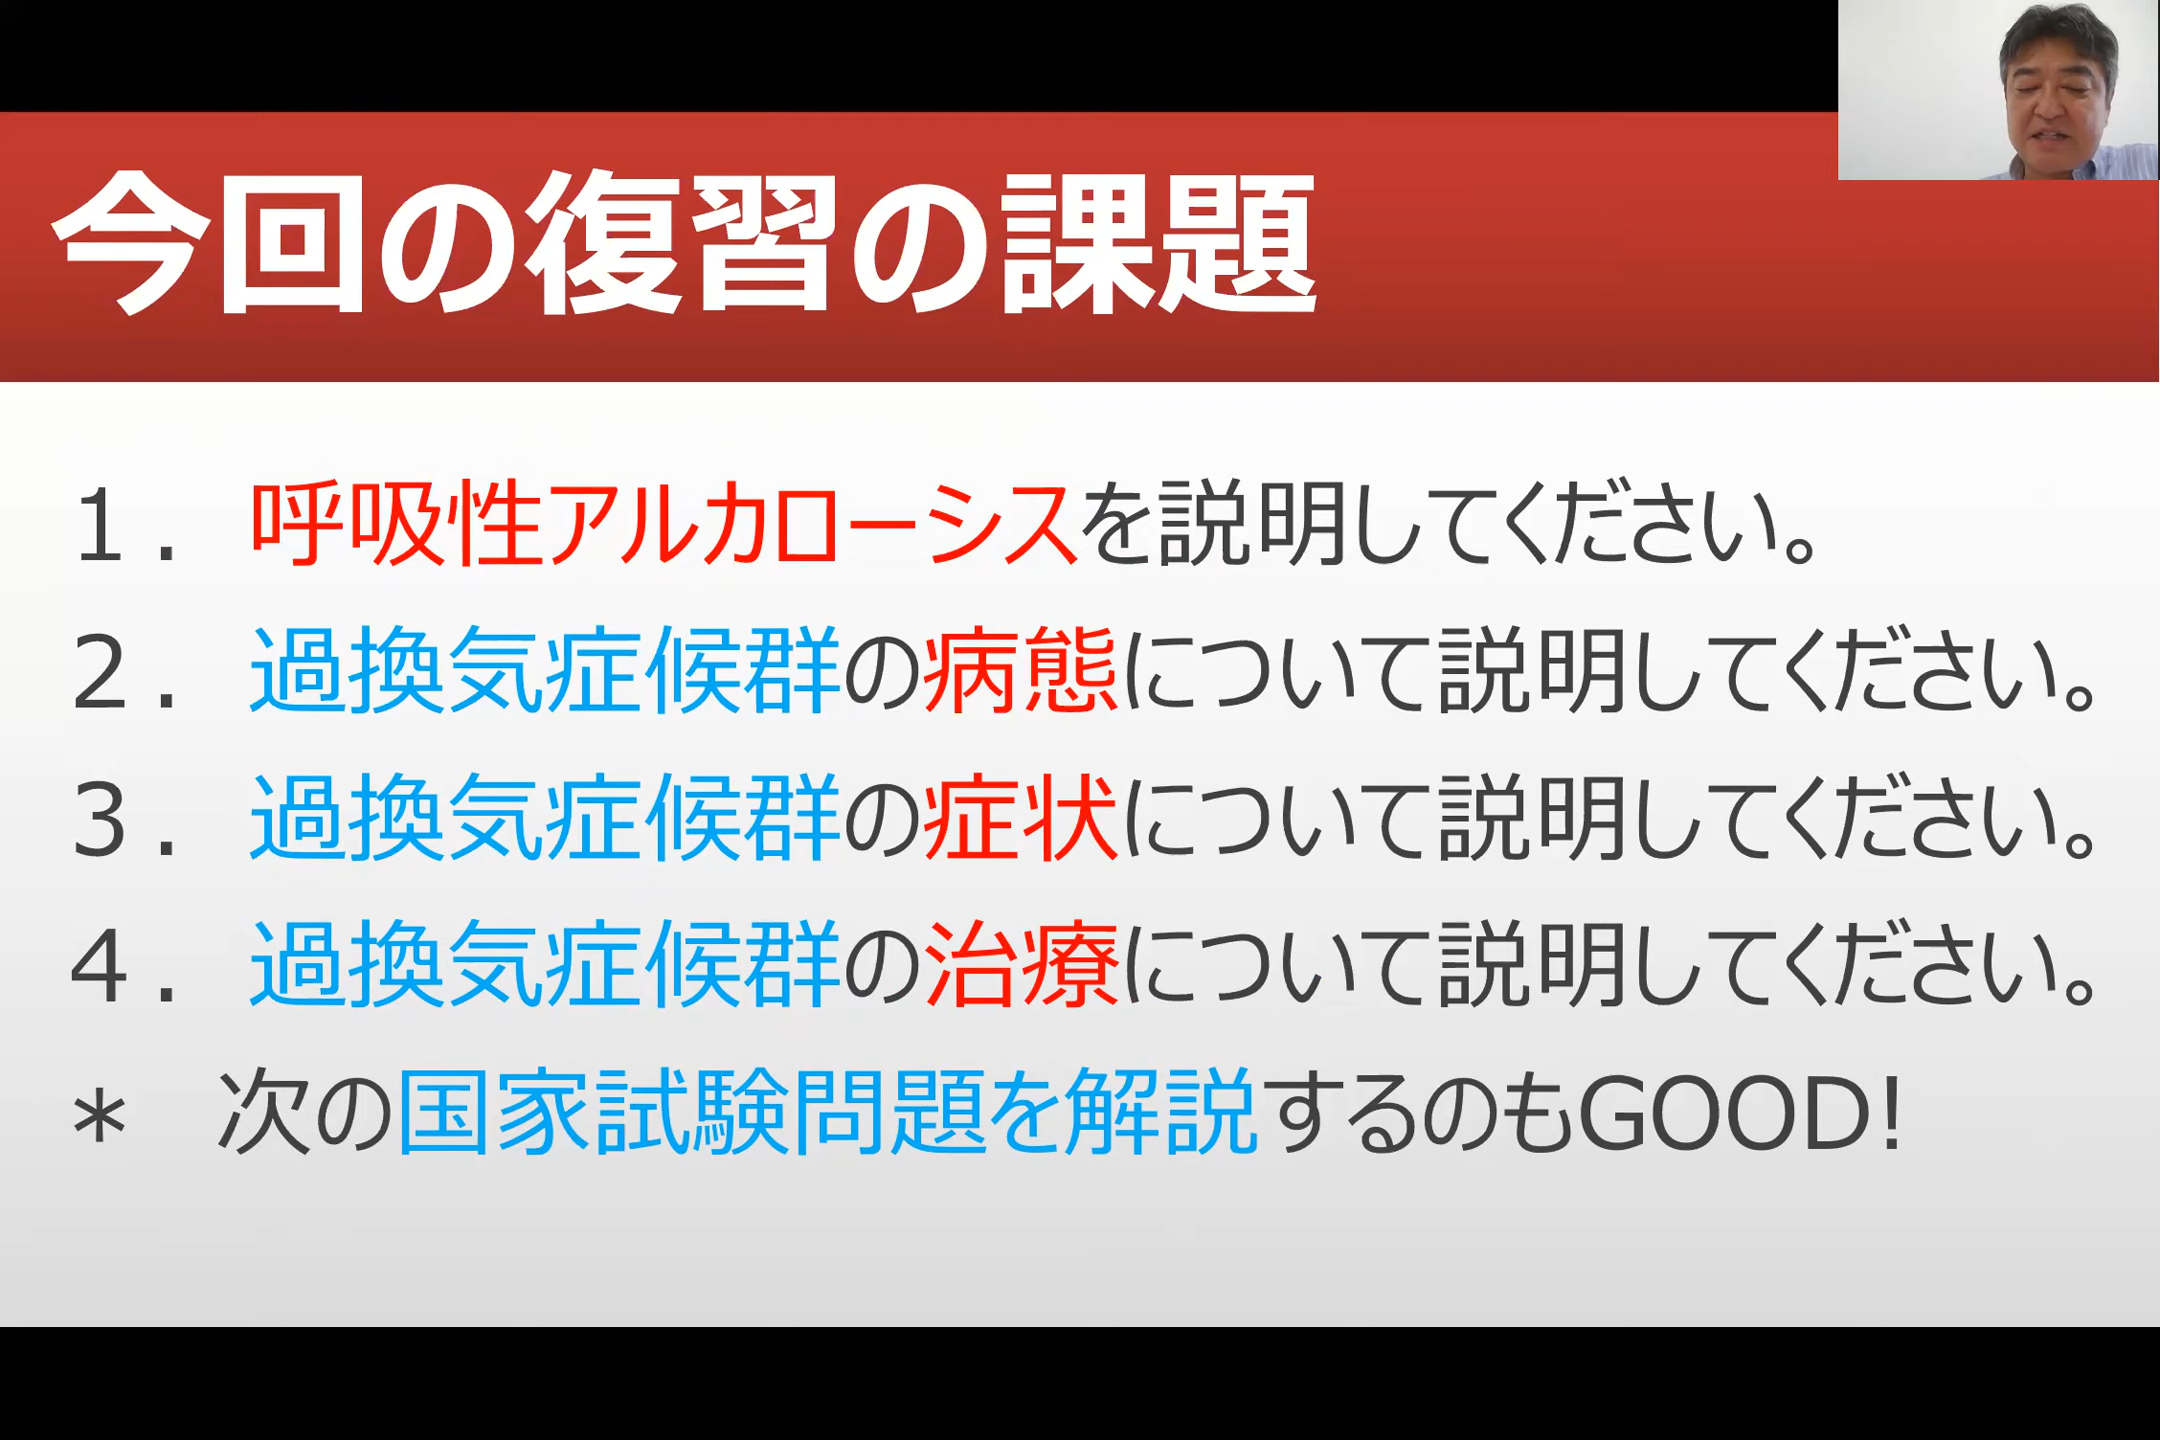 今回の復習の課題
１．呼吸性アルカローシスを説明してください。
２．過換気症候群の病態について説明してください。
３．過換気症候群の症状について説明してください。
４．過換気症候群の治療について説明してください。
＊ 次の国家試験問題を解説するのもGOOD！